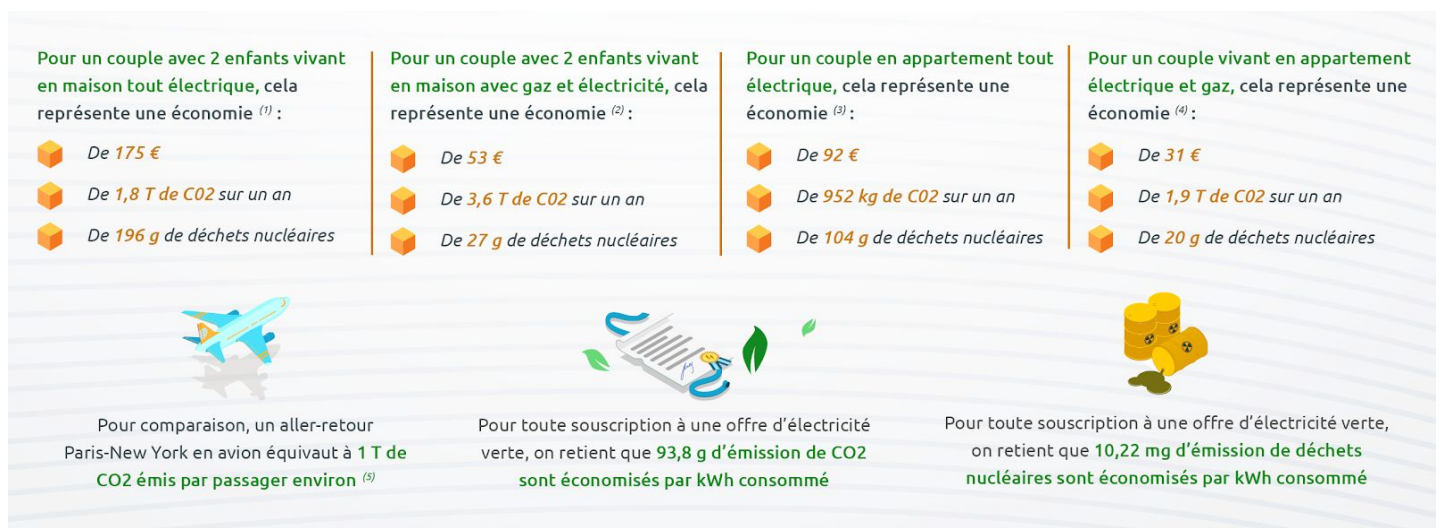 Pour un couple avec 2 enfants vivant
en maison tout électrique, cela
représente une économie (1) :
De 175 €
De 1,8 T de C02 sur un an
De 196 g de déchets nucléaires
Pour un couple avec 2 enfants vivant
en maison avec gaz et électricité, cela
représente une économie (2) :
De 53 €
De 3,6 T de C02 sur un an
De 27 g de déchets nucléaires
Pour un couple en appartement tout
électrique, cela représente une
économie (3) :
De 92 €
De 952 kg de C02 sur un an
De 104 g de déchets nucléaires
Pour un couple vivant en appartement
électrique et gaz, cela représente une
économie (4) :
De 31 €
De 1,9 T de C02 sur un an
De 20 g de déchets nucléaires
Pour comparaison, un aller-retour
Paris-New York en avion équivaut à 1 T de
CO2 émis par passager environ (5)
Pour toute souscription à une offre d’électricité
verte, on retient que 93,8 g d’émission de CO2
sont économisés par kWh consommé
Pour toute souscription à une offre d’électricité verte,
on retient que 10,22 mg d’émission de déchets
nucléaires sont économisés par kWh consommé